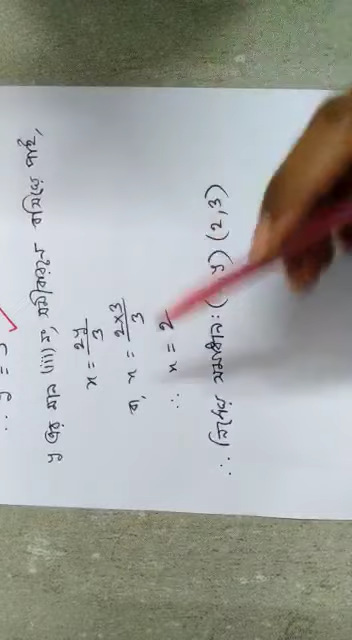 ∴ y = 3
y এর মান (iii) নং সমীকরণে বসিয়ে পাই,
x = 2y/3
বা, x = 2×3/3
∴ x = 2
∴ নির্ণেয় সমাধান: ( y) (2,3)